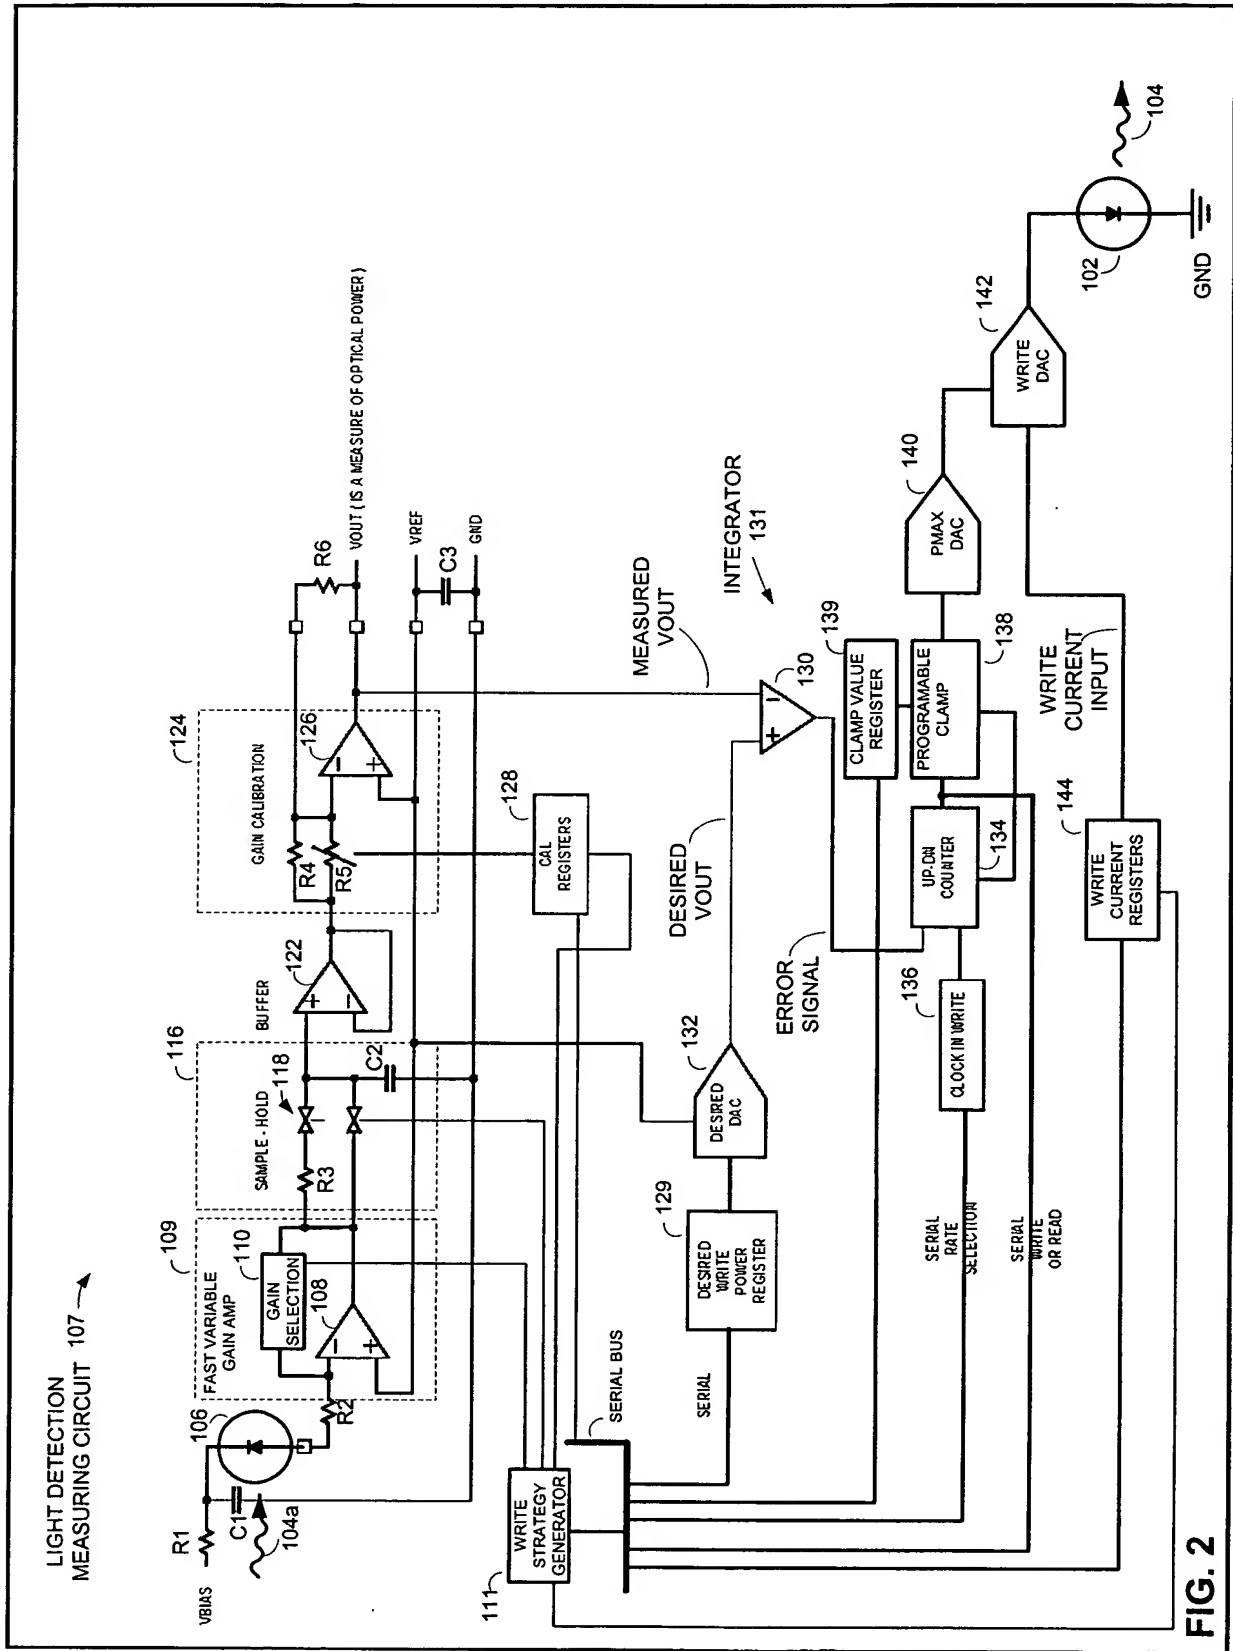 LIGHT DETECTION
MEASURING CIRCUIT 107
VBIAS
R1
C1
104a
106
R2
109
FAST VARIABLE
GAIN AMP
110
GAIN
SELECTION
108
−
+
116
SAMPLE - HOLD
118
R3
C2
BUFFER
122
+
−
124
GAIN CALIBRATION
R4
R5
126
−
+
R6
VOUT ( IS A MEASURE OF OPTICAL POWER)
VREF
C3
GND
111
WRITE
STRATEGY
GENERATOR
SERIAL BUS
128
CAL
REGISTERS
SERIAL
129
DESIRED
WRITE
POWER
REGISTER
132
DESIRED
DAC
DESIRED
VOUT
MEASURED
VOUT
INTEGRATOR
131
+
−
130
ERROR
SIGNAL
139
CLAMP VALUE
REGISTER
138
PROGRAMABLE
CLAMP
134
UP-DN
COUNTER
136
CLOCK IN WRITE
SERIAL
RATE
SELECTION
SERIAL
WRITE
OR READ
140
PMAX
DAC
142
WRITE
DAC
144
WRITE
CURRENT
REGISTERS
WRITE
CURRENT
INPUT
102
104
GND
FIG. 2